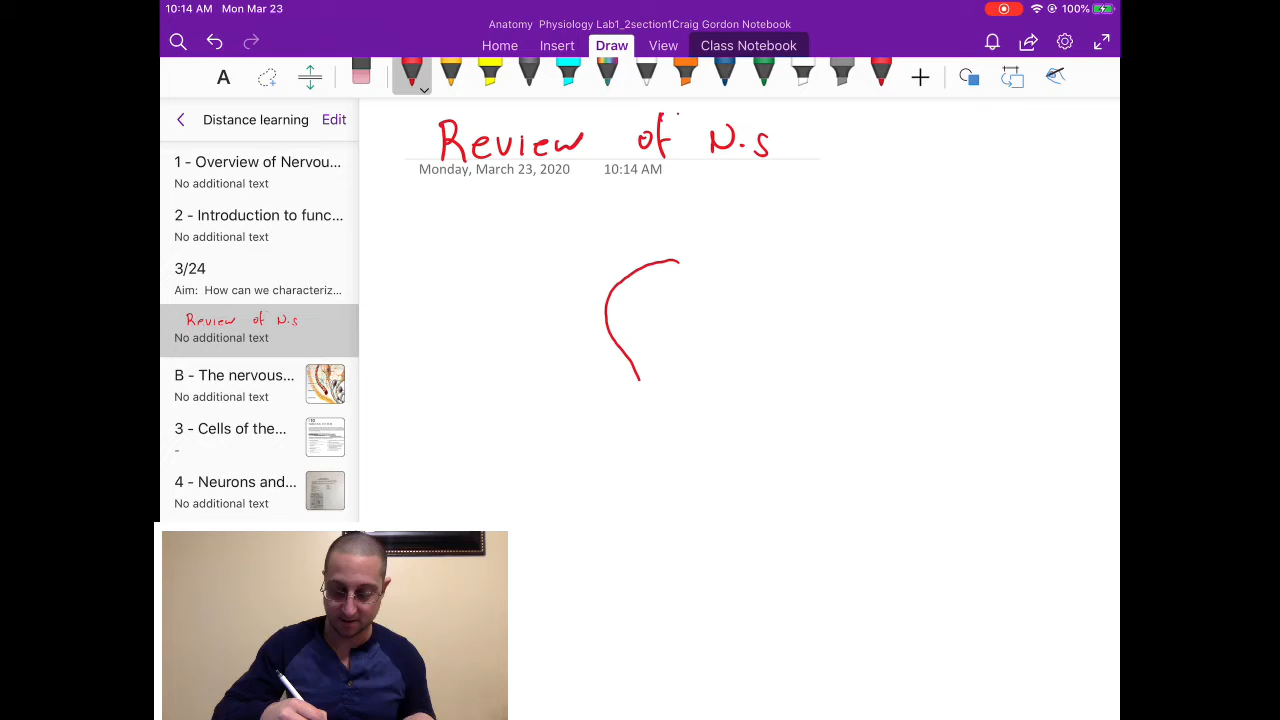 10:14 AM Mon Mar 23
100%
Anatomy Physiology Lab1_2section1Craig Gordon Notebook
Home Insert Draw View Class Notebook
A
Distance learning Edit
1 - Overview of Nervou...
No additional text
2 - Introduction to func...
No additional text
3/24
Aim: How can we characteriz...
Review of N.s
No additional text
B - The nervous...
No additional text
3 - Cells of the...
-
4 - Neurons and...
No additional text
Review of N.s
Monday, March 23, 2020 10:14 AM